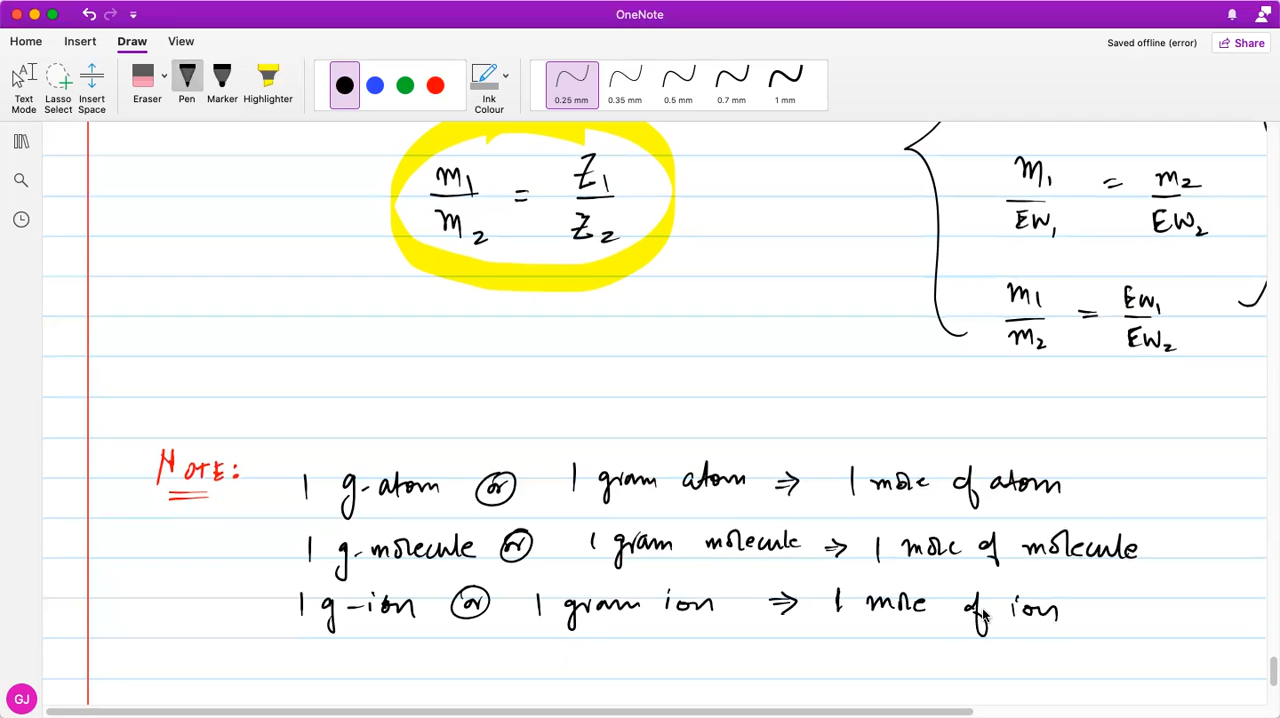 OneNote
Home Insert Draw View
Saved offline (error) Share
Text Mode
Lasso Select
Insert Space
Eraser
Pen
Marker
Highlighter
Ink Colour
0.25 mm 0.35 mm 0.5 mm 0.7 mm 1 mm
m1/m2 = Z1/Z2
m1/EW1 = m2/EW2
m1/m2 = EW1/EW2
NOTE:
1 g-atom or 1 gram atom ⇒ 1 mole of atom
1 g-molecule or 1 gram molecule ⇒ 1 mole of molecule
1 g-ion or 1 gram ion ⇒ 1 mole of ion
GJ